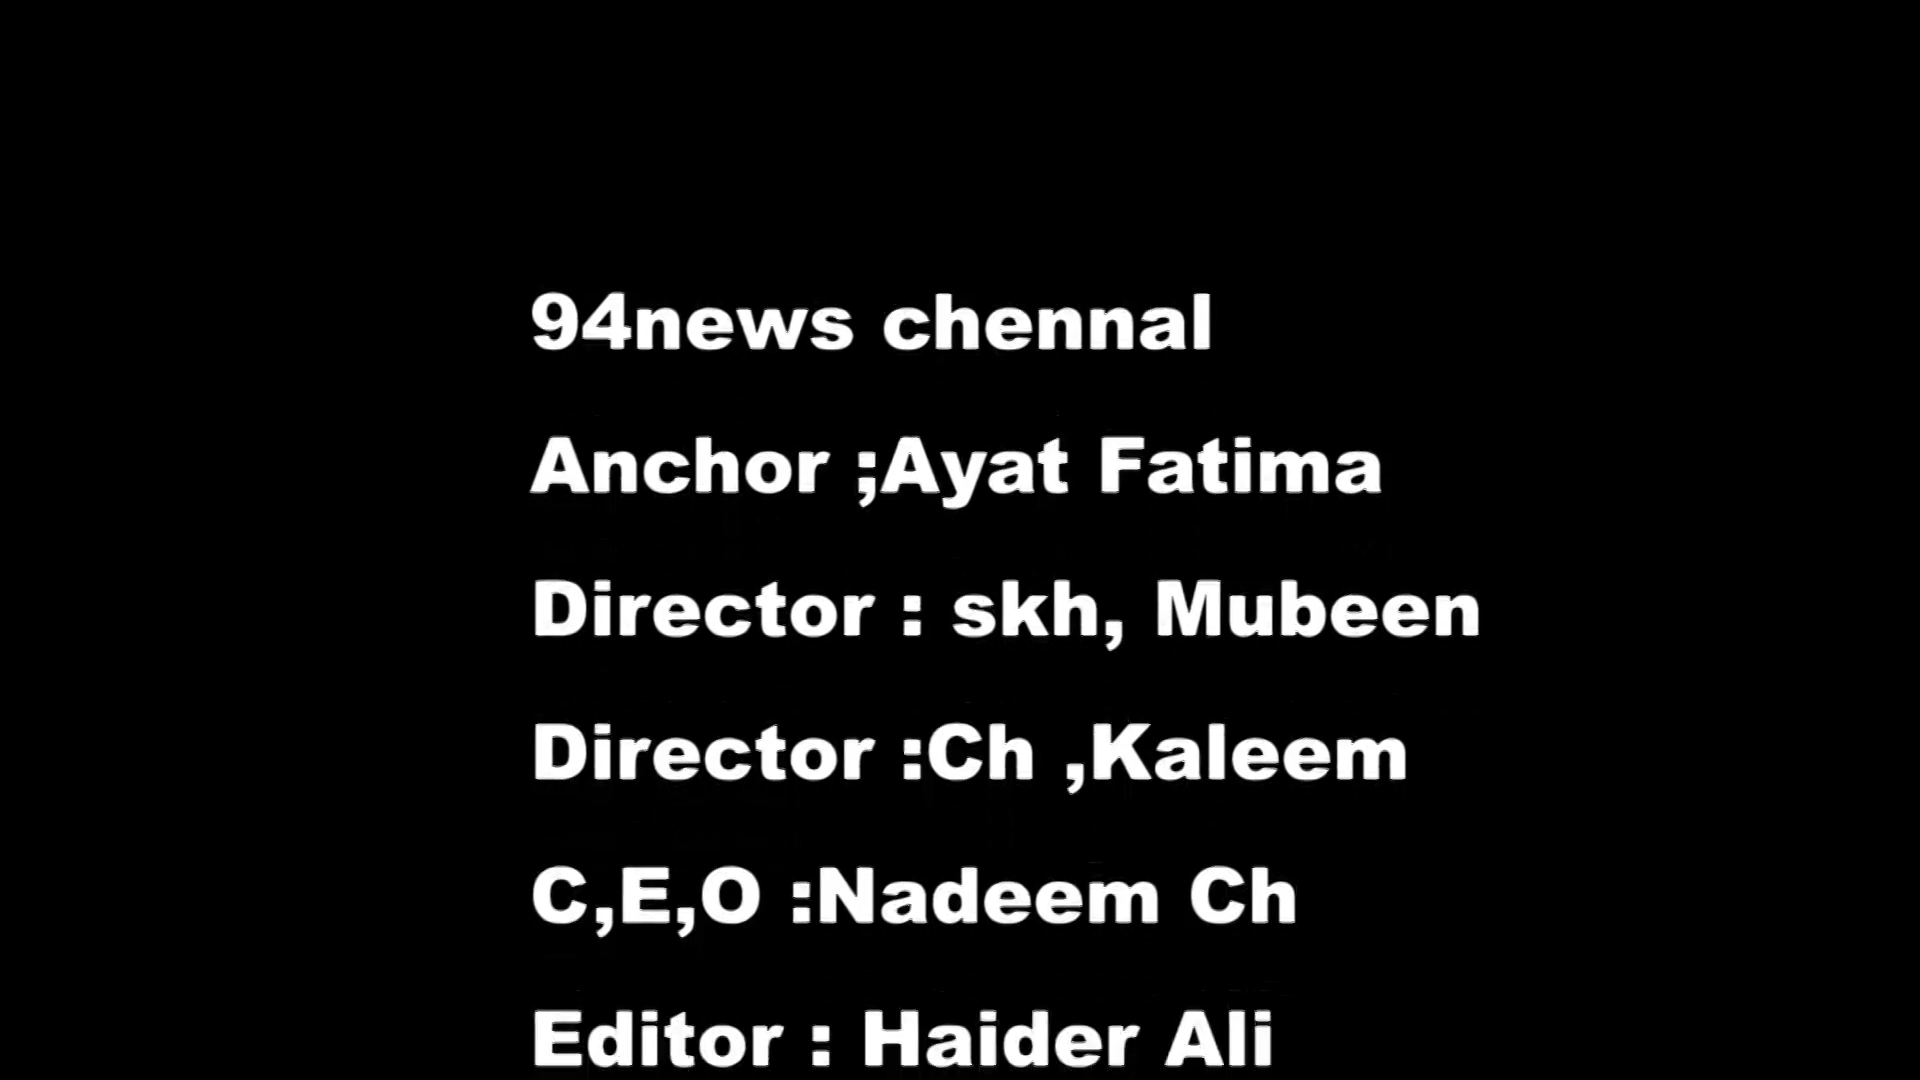 94news chennal
Anchor ;Ayat Fatima
Director : skh, Mubeen
Director :Ch ,Kaleem
C,E,O :Nadeem Ch
Editor : Haider Ali